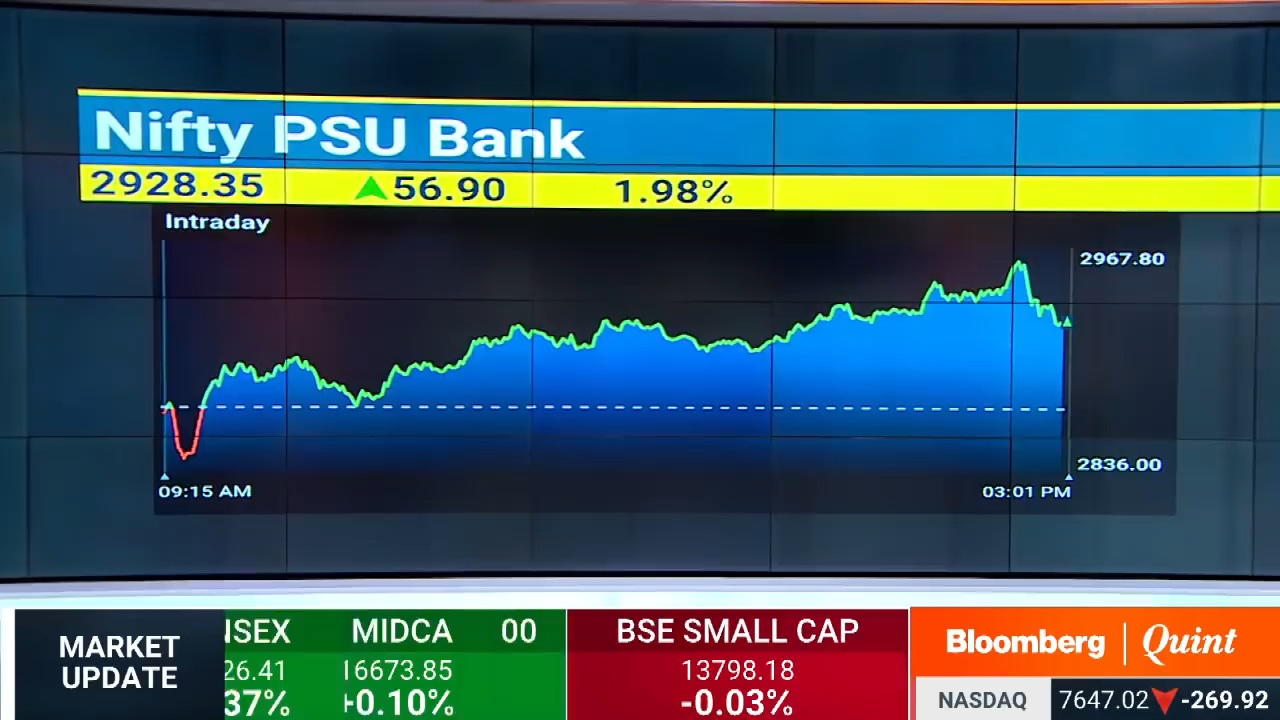 Nifty PSU Bank
2928.35 56.90 1.98%
Intraday
2967.80
2836.00
09:15 AM 03:01 PM
MARKET UPDATE
NSEX MIDCA 00 BSE SMALL CAP
26.41 16673.85 13798.18
37% +0.10% -0.03%
Bloomberg | Quint
NASDAQ 7647.02 -269.92